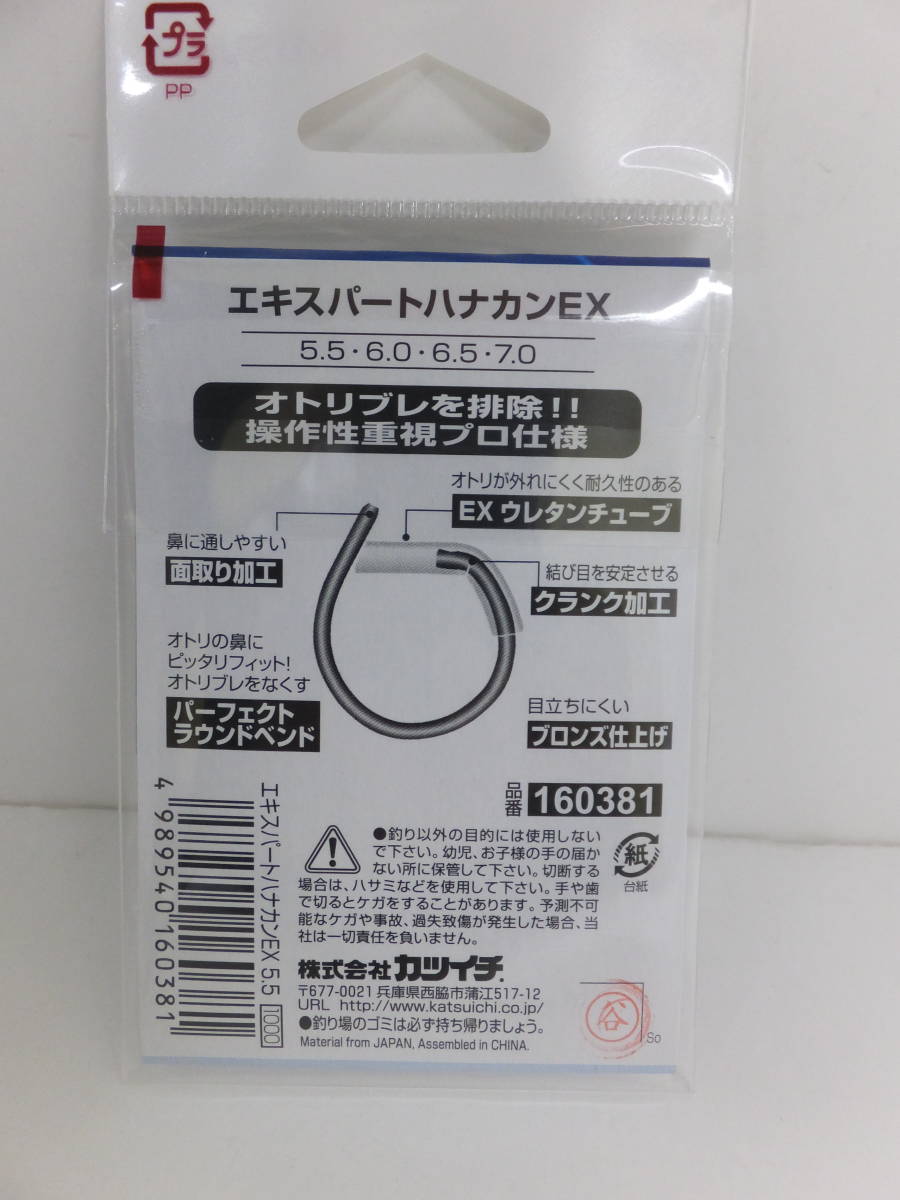 プラ
PP
エキスパートハナカンEX
5.5・6.0・6.5・7.0
オトリブレを排除!!
操作性重視プロ仕様
オトリが外れにくく耐久性のある
EX ウレタンチューブ
鼻に通しやすい
面取り加工
結び目を安定させる
クランク加工
オトリの鼻に
ピッタリフィット!
オトリブレをなくす
パーフェクト
ラウンドベンド
目立ちにくい
ブロンズ仕上げ
品番 160381
●釣り以外の目的には使用しない
で下さい。幼児、お子様の手の届か
ない所に保管して下さい。切断する
場合は、ハサミなどを使用して下さい。手や歯
で切るとケガをすることがあります。予測不可
能なケガや事故、過失致傷が発生した場合、当
社は一切責任を負いません。
紙
台紙
株式会社 カツイチ
〒677-0021 兵庫県西脇市蒲江517-12
URL http://www.katsuichi.co.jp/
●釣り場のゴミは必ず持ち帰りましょう。
Material from JAPAN, Assembled in CHINA.
谷
So
エキスパートハナカンEX 5.5 1000
4 989540 160381